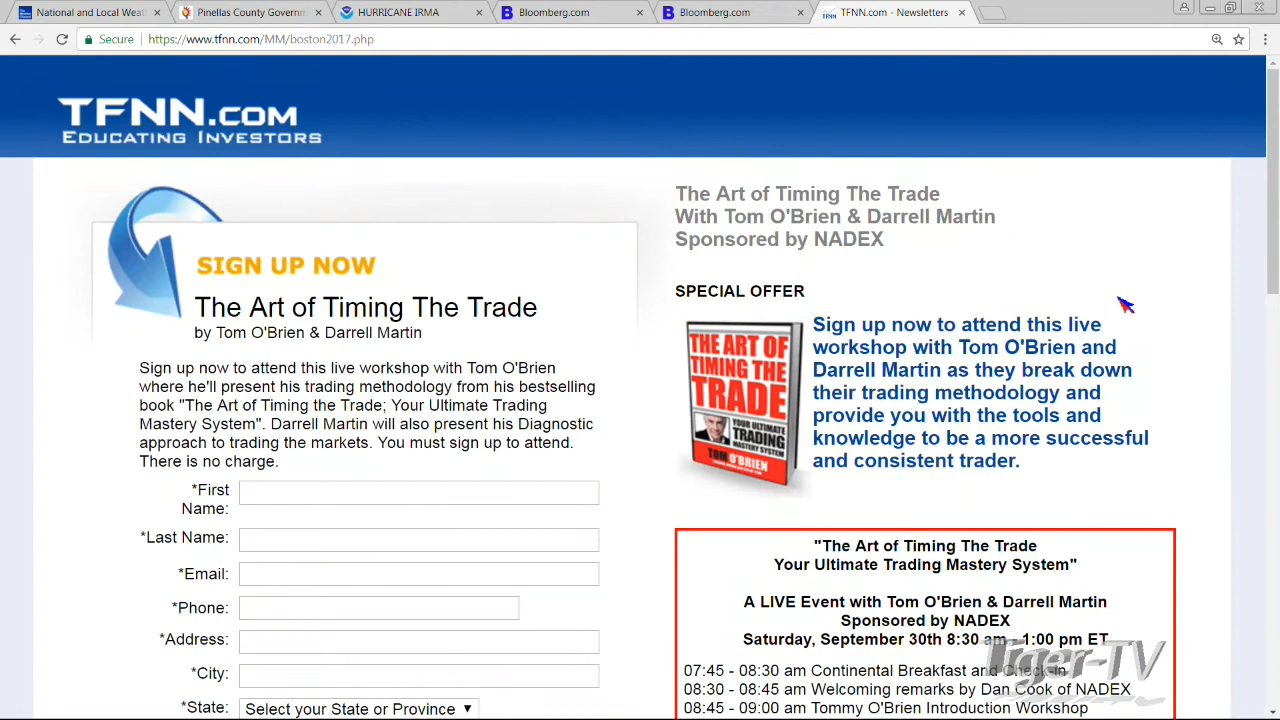 National and Local Weat
Pinellas County Governm
HURRICANE IRMA
Bloomberg.com
Bloomberg.com
TFNN.com - Newsletters
Secure
https://www.tfnn.com/MM/boston2017.php
TFNN.COM
EDUCATING INVESTORS
SIGN UP NOW
The Art of Timing The Trade
by Tom O'Brien & Darrell Martin
Sign up now to attend this live workshop with Tom O'Brien
where he'll present his trading methodology from his bestselling
book "The Art of Timing the Trade; Your Ultimate Trading
Mastery System". Darrell Martin will also present his Diagnostic
approach to trading the markets. You must sign up to attend.
There is no charge.
*First
Name:
*Last Name:
*Email:
*Phone:
*Address:
*City:
*State:
Select your State or Province
The Art of Timing The Trade
With Tom O'Brien & Darrell Martin
Sponsored by NADEX
SPECIAL OFFER
THE ART OF
TIMING THE
TRADE
YOUR ULTIMATE
TRADING
MASTERY SYSTEM
TOM O'BRIEN
Sign up now to attend this live
workshop with Tom O'Brien and
Darrell Martin as they break down
their trading methodology and
provide you with the tools and
knowledge to be a more successful
and consistent trader.
"The Art of Timing The Trade
Your Ultimate Trading Mastery System"
A LIVE Event with Tom O'Brien & Darrell Martin
Sponsored by NADEX
Saturday, September 30th 8:30 am - 1:00 pm ET
07:45 - 08:30 am Continental Breakfast and Check-in
08:30 - 08:45 am Welcoming remarks by Dan Cook of NADEX
08:45 - 09:00 am Tommy O'Brien Introduction Workshop
Tiger-TV